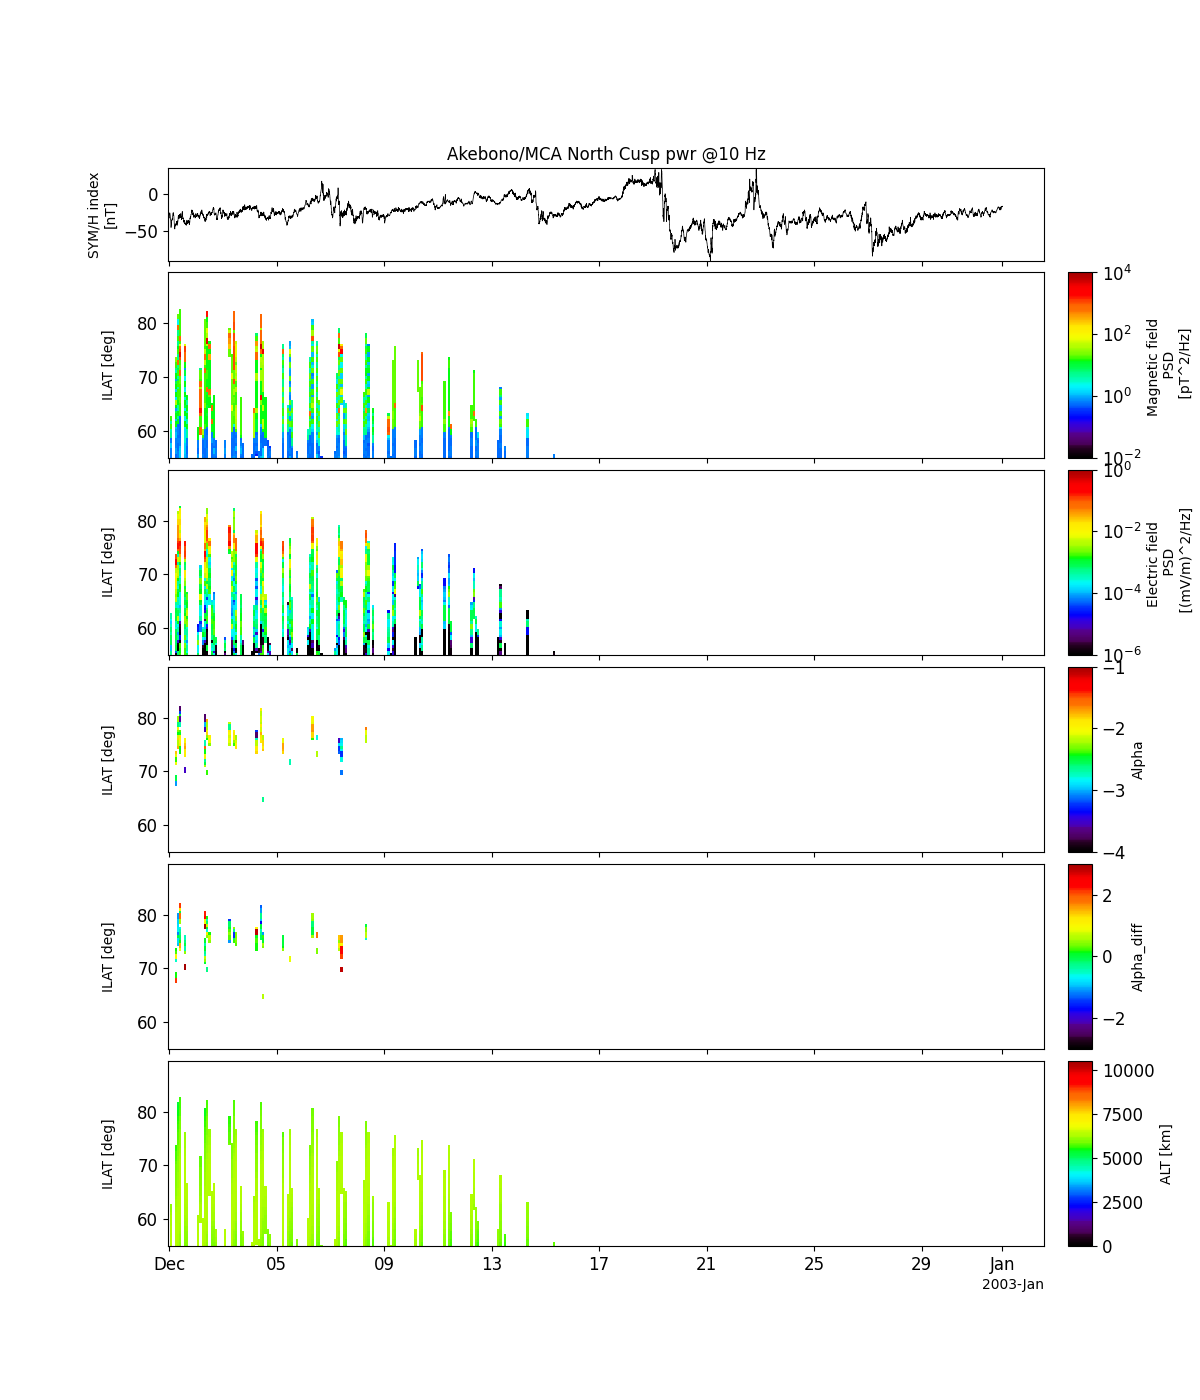 Akebono/MCA North Cusp pwr @10 Hz
SYM/H index
[nT]
0
−50
ILAT [deg]
80
70
60
10^4
10^2
10^0
10^−2
Magnetic field
PSD
[pT^2/Hz]
ILAT [deg]
80
70
60
10^0
10^−2
10^−4
10^−6
Electric field
PSD
[(mV/m)^2/Hz]
ILAT [deg]
80
70
60
−1
−2
−3
−4
Alpha
ILAT [deg]
80
70
60
2
0
−2
Alpha_diff
ILAT [deg]
80
70
60
10000
7500
5000
2500
0
ALT [km]
Dec 05 09 13 17 21 25 29 Jan
2003-Jan